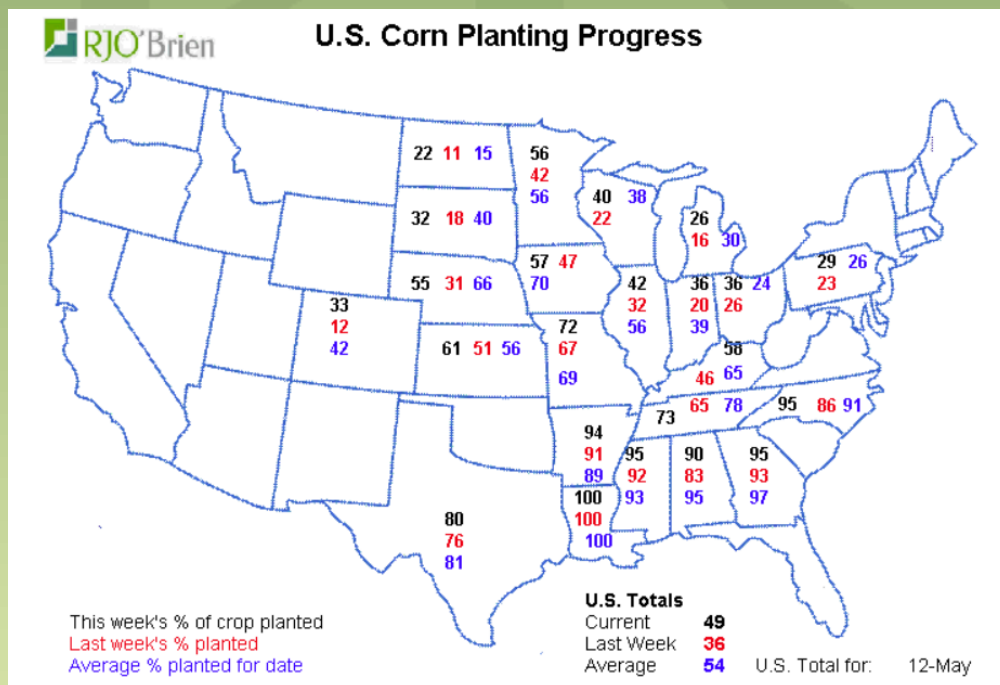 RJO'Brien
U.S. Corn Planting Progress
22 11 15
56
42
56
40 38
22
26
16 30
32 18 40
57 47
70
29 26
23
55 31 66
42
32
56
36
20
39
36 24
26
33
12
42
61 51 56
72
67
69
58
46 65
73 65 78
95 86 91
94
91
89
95
92
93
90
83
95
95
93
97
100
100
100
80
76
81
This week's % of crop planted
Last week's % planted
Average % planted for date
U.S. Totals
Current 49
Last Week 36
Average 54
U.S. Total for: 12-May